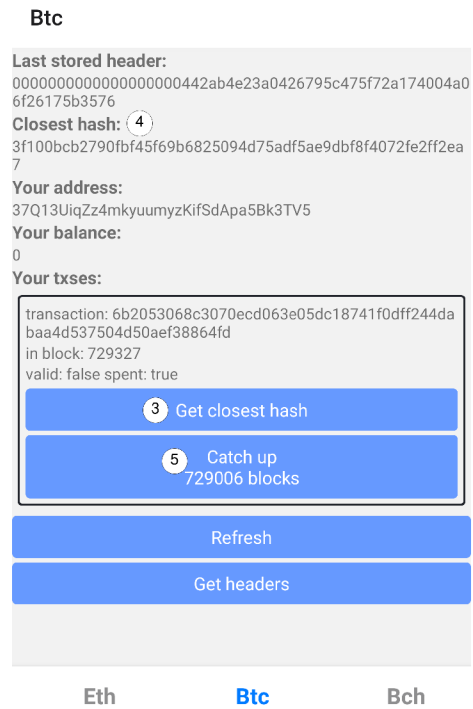 Btc
Last stored header:
0000000000000000000442ab4e23a0426795c475f72a174004a0
6f26175b3576
Closest hash: 4
3f100bcb2790fbf45f69b6825094d75adf5ae9dbf8f4072fe2ff2ea
7
Your address:
37Q13UiqZz4mkyuumyzKifSdApa5Bk3TV5
Your balance:
0
Your txses:
transaction: 6b2053068c3070ecd063e05dc18741f0dff244da
baa4d537504d50aef38864fd
in block: 729327
valid: false spent: true
3 Get closest hash
5 Catch up
729006 blocks
Refresh
Get headers
Eth Btc Bch